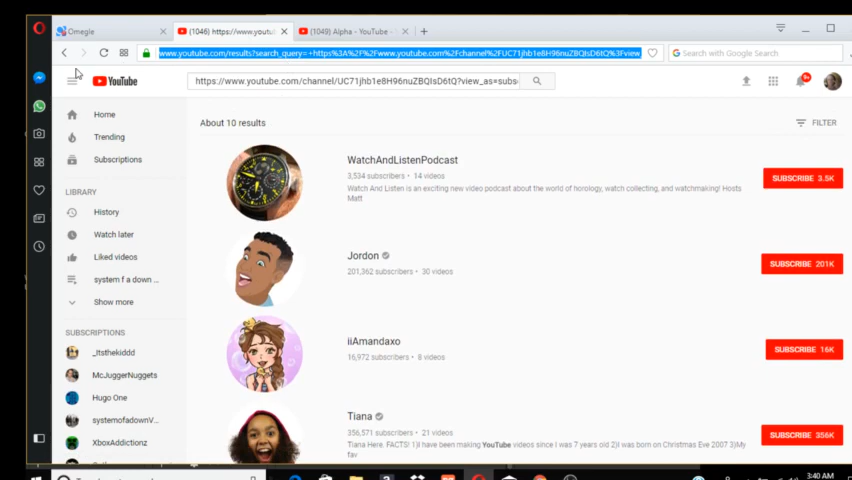 Omegle
(1046) https://www.youtu
(1049) Alpha - YouTube -
www.youtube.com/results?search_query=+https%3A%2F%2Fwww.youtube.com%2Fchannel%2FUC71jhb1e8H96nuZBQIsD6tQ%3Fview_
Search with Google Search
YouTube
https://www.youtube.com/channel/UC71jhb1e8H96nuZBQIsD6tQ?view_as=subs
9+
Home
Trending
Subscriptions
LIBRARY
History
Watch later
Liked videos
system f a down ...
Show more
SUBSCRIPTIONS
_Itsthekiddd
McJuggerNuggets
Hugo One
systemofadownV...
XboxAddictionz
About 10 results
FILTER
WatchAndListenPodcast
3,534 subscribers • 14 videos
Watch And Listen is an exciting new video podcast about the world of horology, watch collecting, and watchmaking! Hosts
Matt
SUBSCRIBE 3.5K
Jordon
201,362 subscribers • 30 videos
SUBSCRIBE 201K
iiAmandaxo
16,972 subscribers • 8 videos
SUBSCRIBE 16K
Tiana
356,571 subscribers • 21 videos
Tiana Here. FACTS! 1)I have been making YouTube videos since I was 7 years old 2)I was born on Christmas Eve 2007 3)My
fav
SUBSCRIBE 356K
3:40 AM